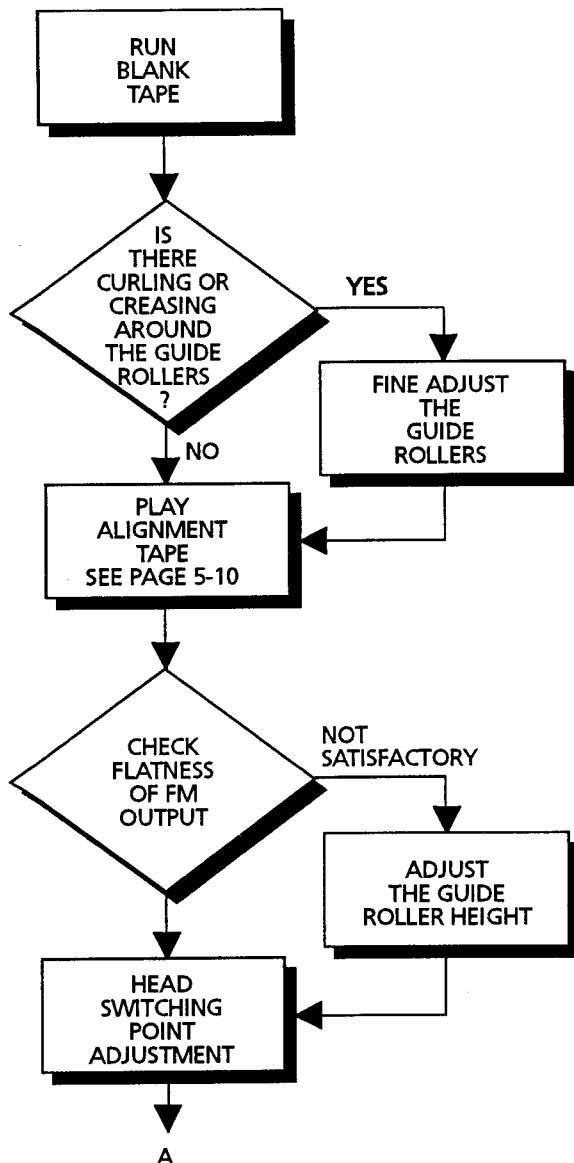 RUN
BLANK
TAPE
IS
THERE
CURLING OR
CREASING
AROUND
THE GUIDE
ROLLERS
?
YES
FINE ADJUST
THE
GUIDE
ROLLERS
NO
PLAY
ALIGNMENT
TAPE
SEE PAGE 5-10
CHECK
FLATNESS
OF FM
OUTPUT
NOT
SATISFACTORY
ADJUST
THE GUIDE
ROLLER HEIGHT
HEAD
SWITCHING
POINT
ADJUSTMENT
A